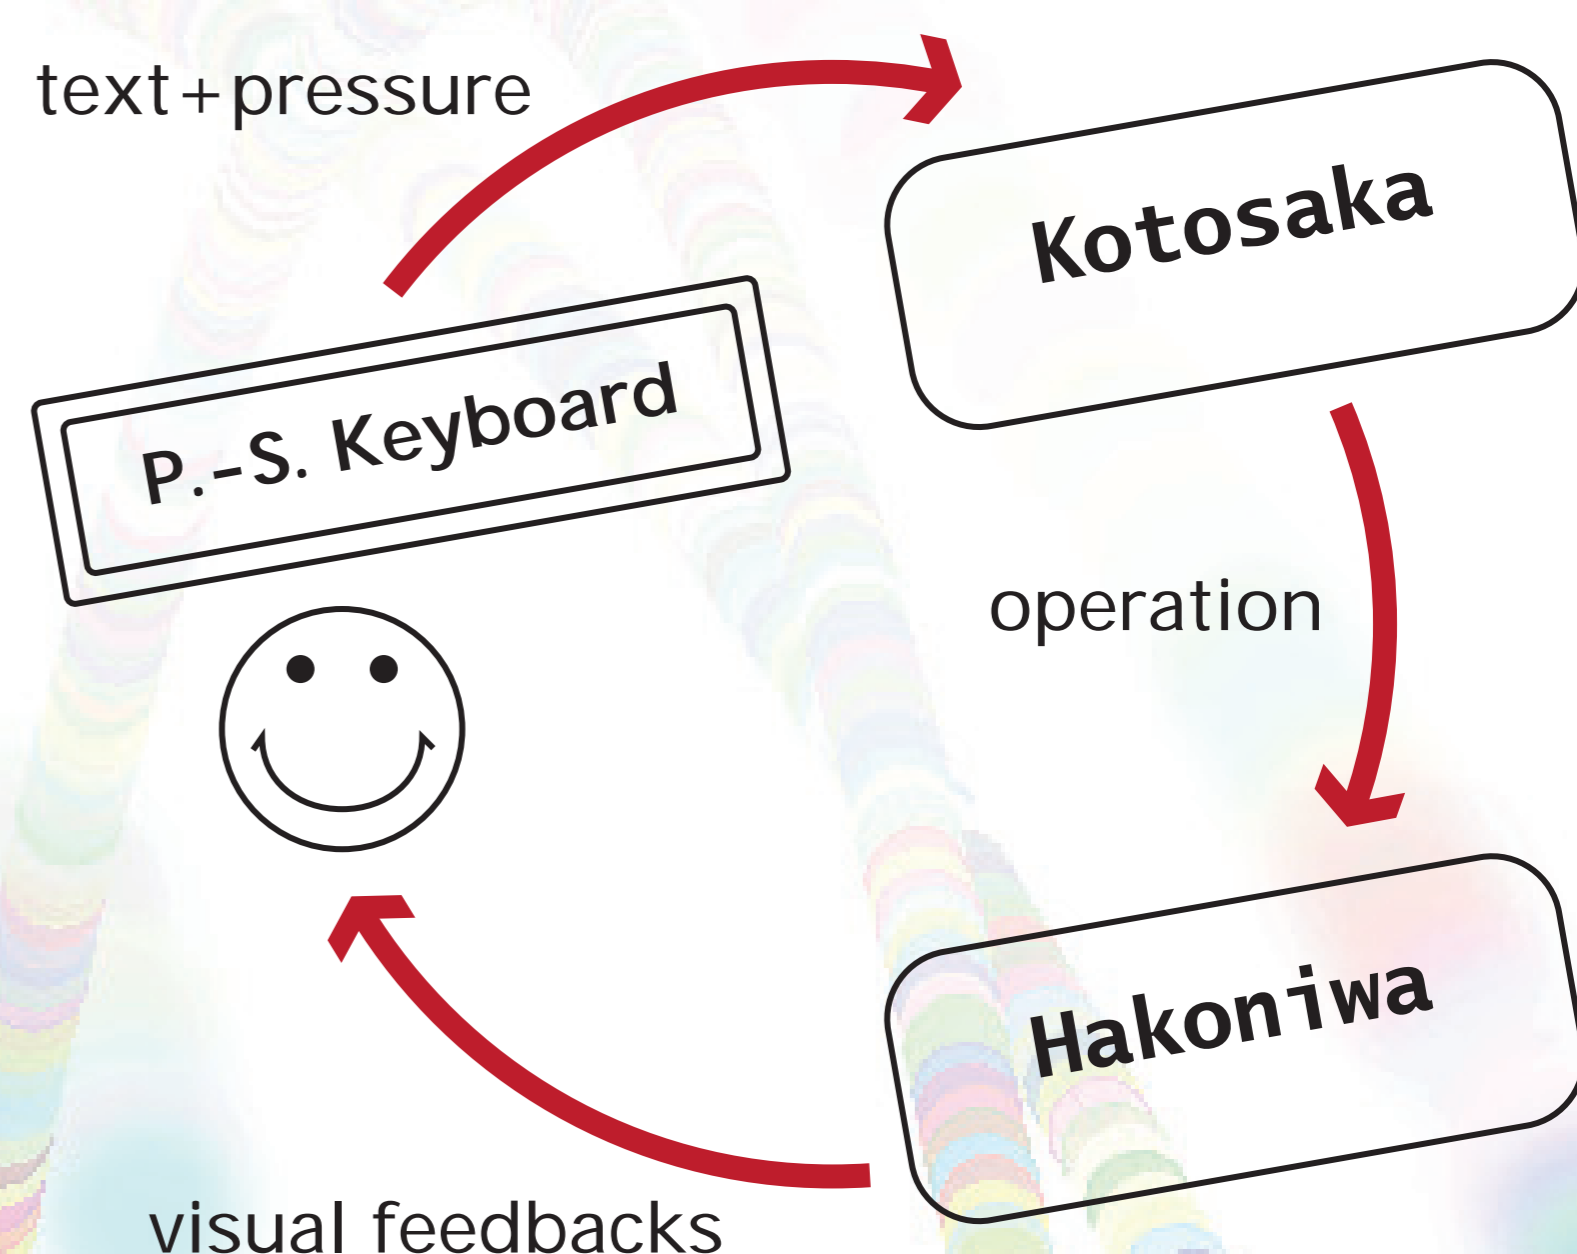 text+pressure
Kotosaka
P.-S. Keyboard
operation
Hakoniwa
visual feedbacks